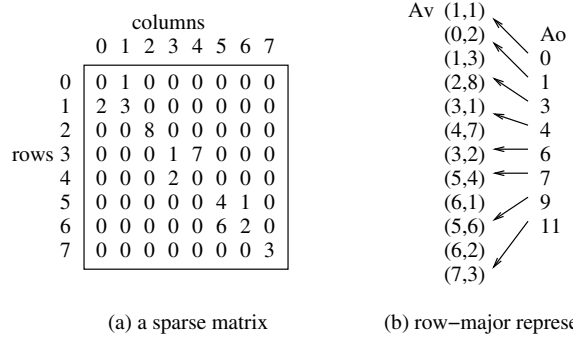 columns
0 1 2 3 4 5 6 7
rows
0 0 1 0 0 0 0 0 0
1 2 3 0 0 0 0 0 0
2 0 0 8 0 0 0 0 0
3 0 0 0 1 7 0 0 0
4 0 0 0 2 0 0 0 0
5 0 0 0 0 0 4 1 0
6 0 0 0 0 0 6 2 0
7 0 0 0 0 0 0 0 3
(a) a sparse matrix
Av
(1,1)
(0,2)
(1,3)
(2,8)
(3,1)
(4,7)
(3,2)
(5,4)
(6,1)
(5,6)
(6,2)
(7,3)
Ao
0
1
3
4
6
7
9
11
(b) row−major represe